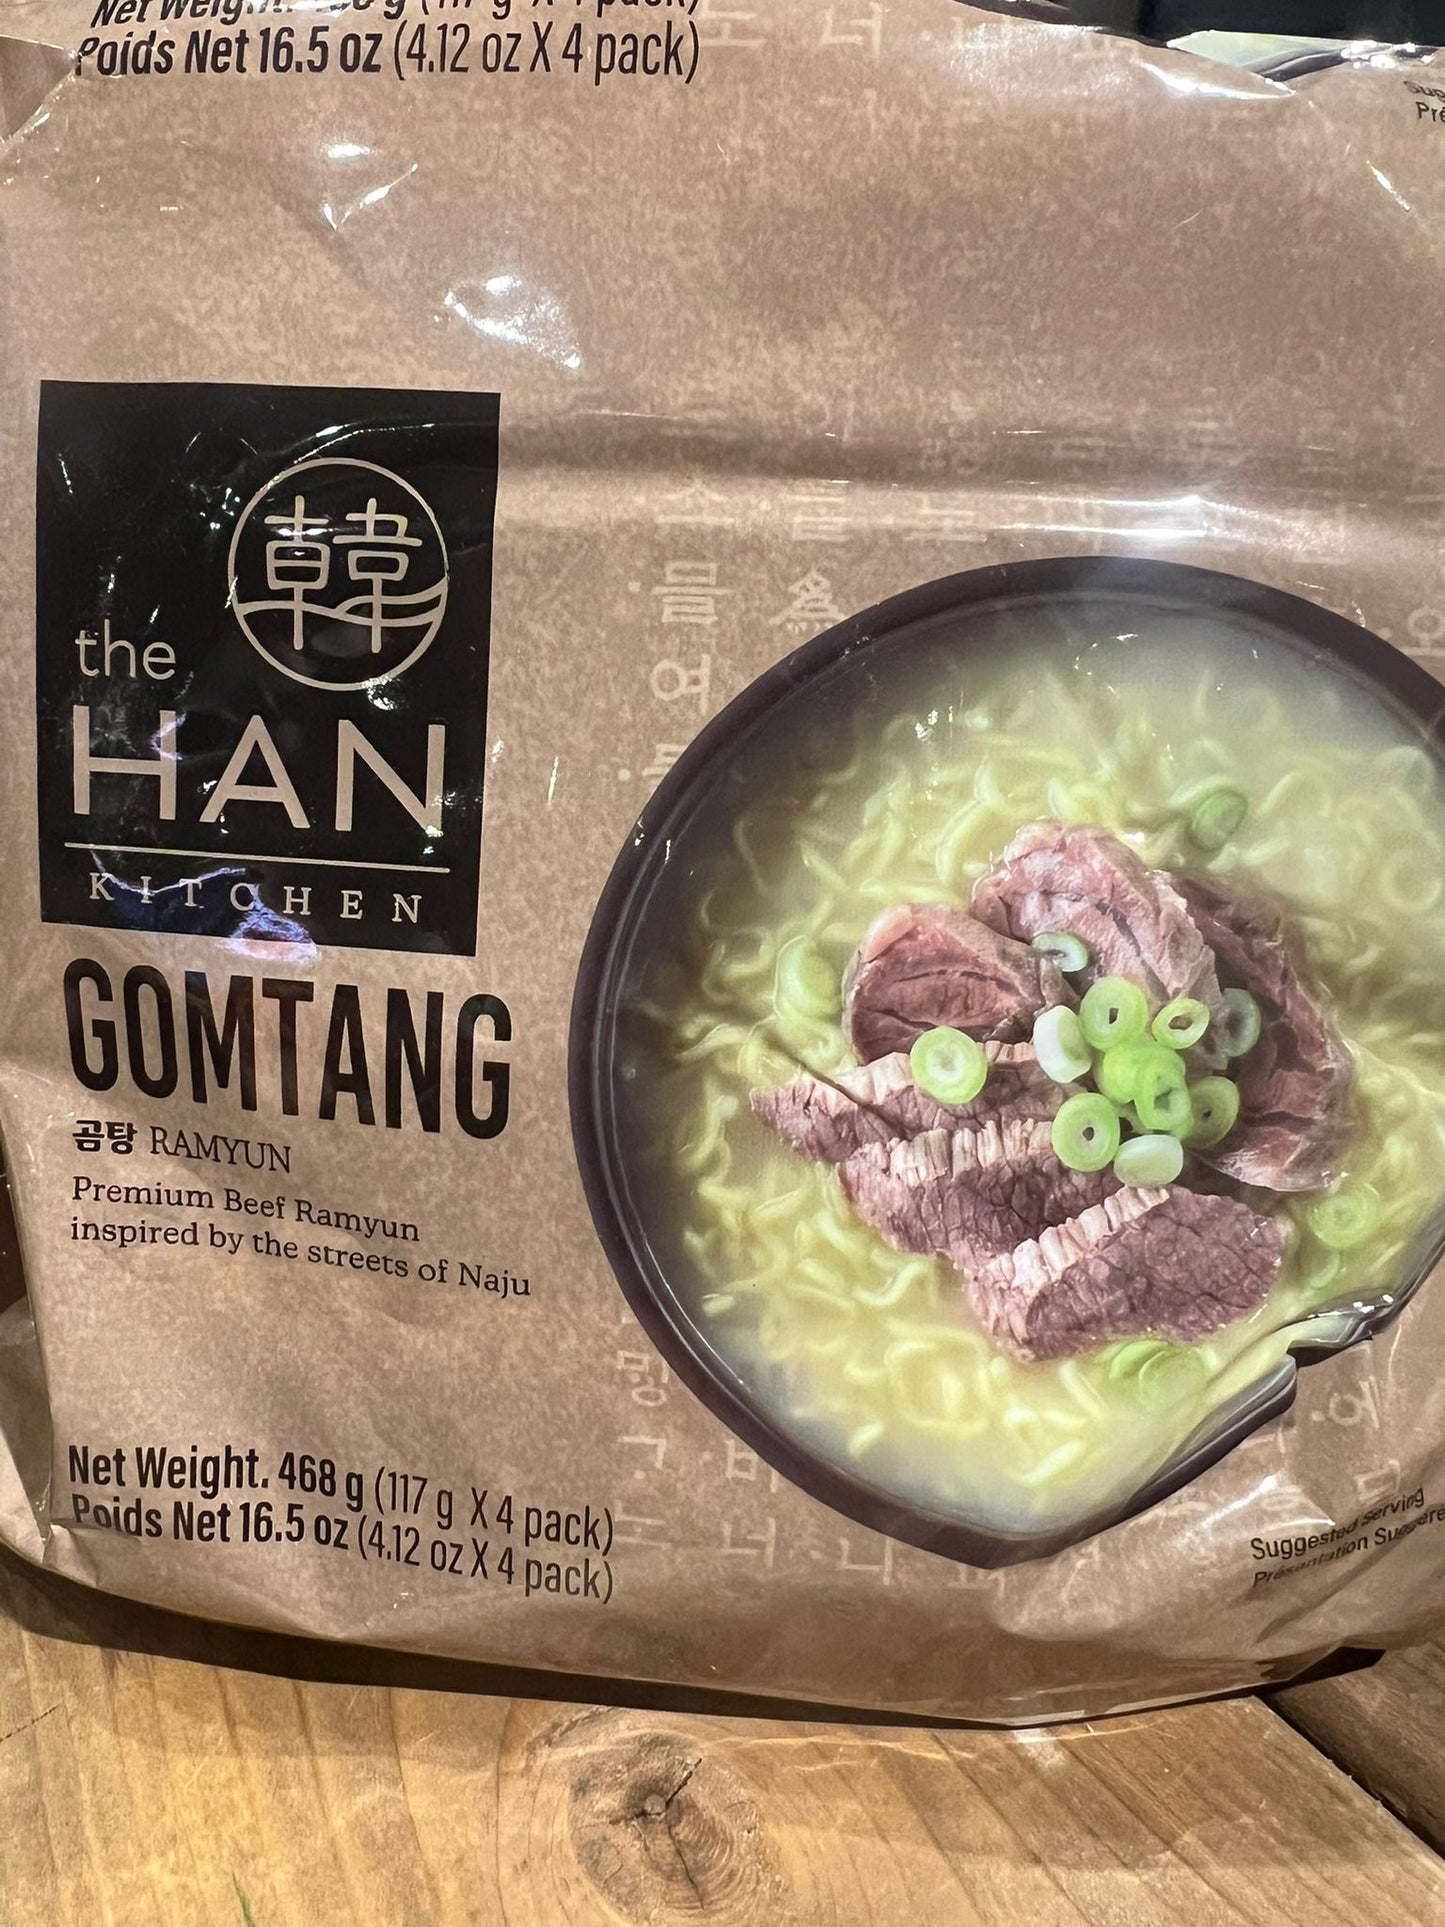 Poids Net 16.5 oz (4.12 oz X 4 pack)
韓
the
HAN
KITCHEN
GOMTANG
곰탕 RAMYUN
Premium Beef Ramyun
inspired by the streets of Naju
Net Weight. 468 g (117 g X 4 pack)
Poids Net 16.5 oz (4.12 oz X 4 pack)
Suggested Serving
Présentation